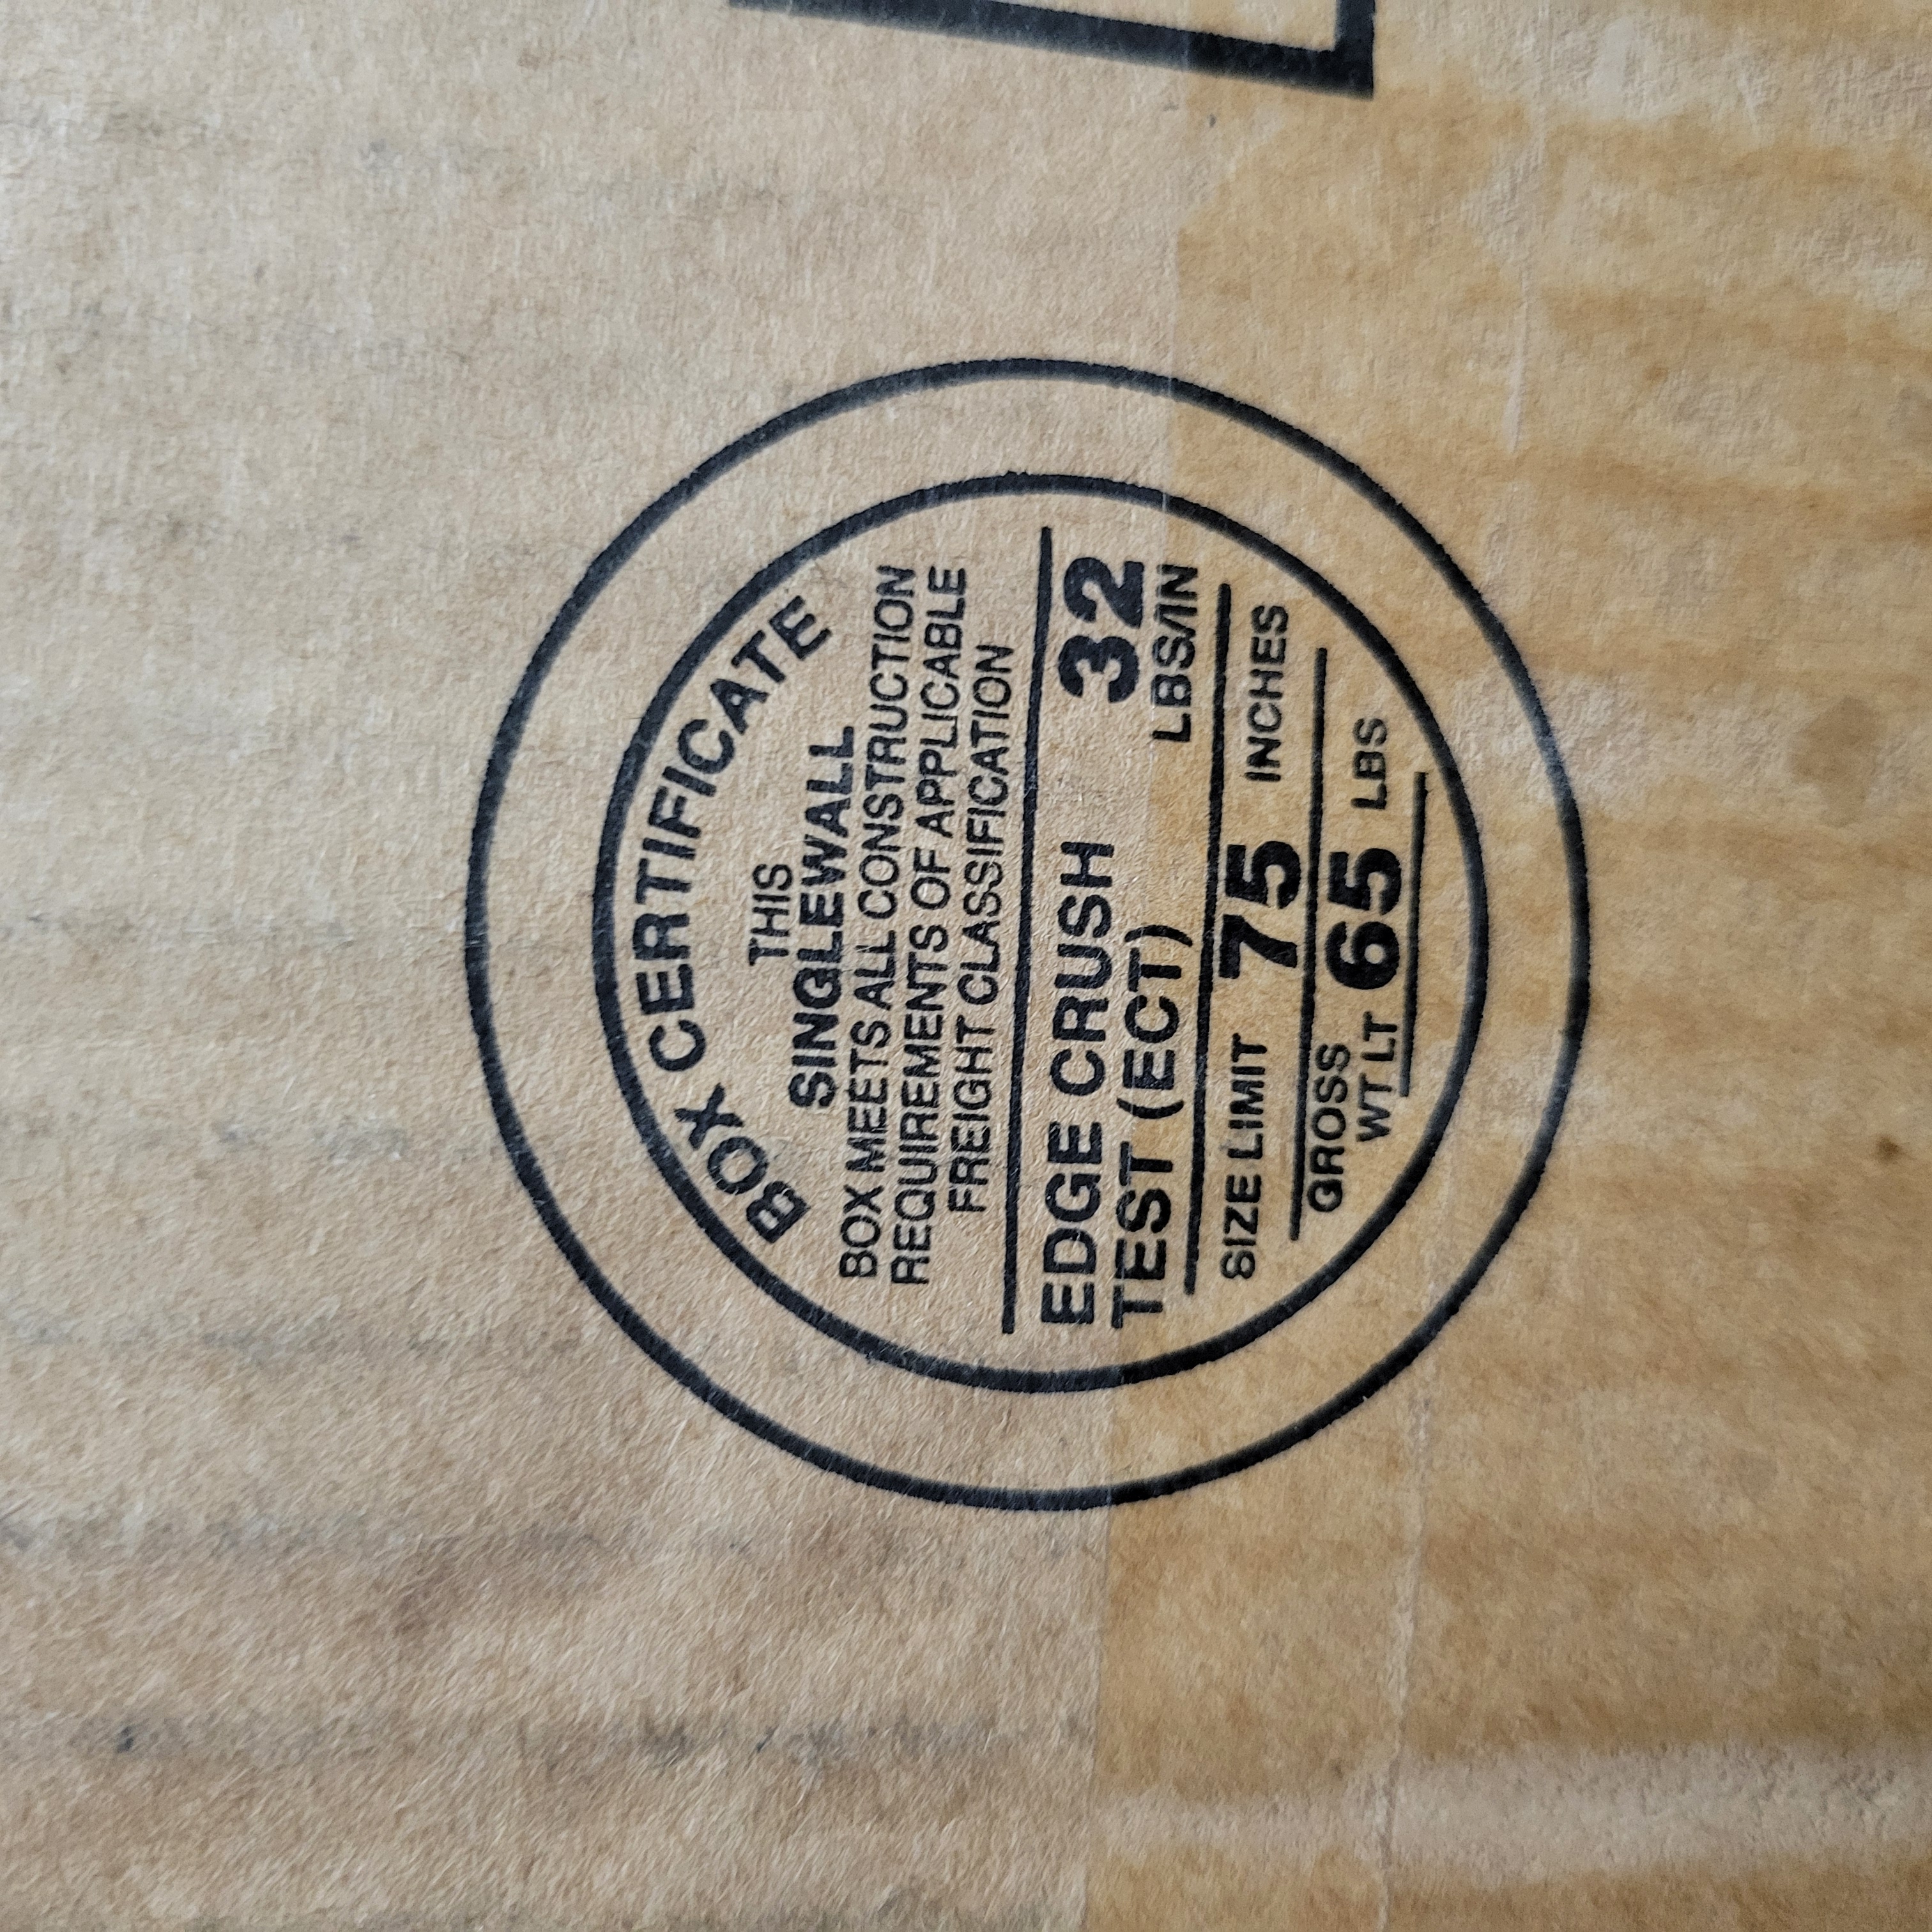 BOX CERTIFICATE
THIS
SINGLEWALL
BOX MEETS ALL CONSTRUCTION
REQUIREMENTS OF APPLICABLE
FREIGHT CLASSIFICATION
EDGE CRUSH 32
TEST (ECT) LBS/IN
SIZE LIMIT 75 INCHES
GROSS
WT LT 65 LBS